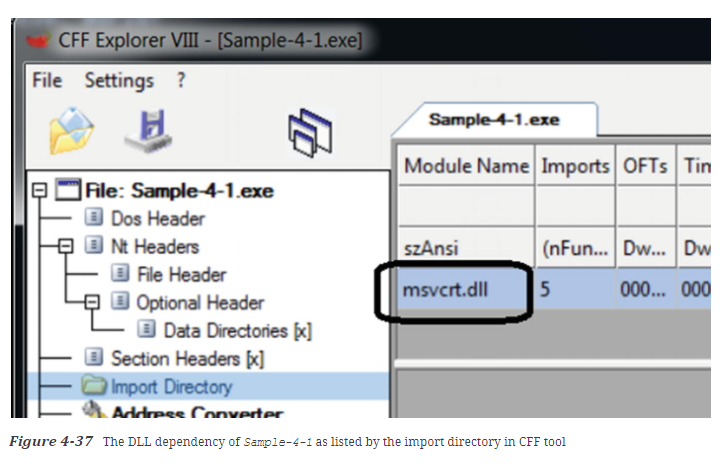 CFF Explorer VIII - [Sample-4-1.exe]
File Settings ?
Sample-4-1.exe
Module Name Imports OFTs
szAnsi (nFun... Dw... Dw
msvcrt.dll 5 000... 000
File: Sample-4-1.exe
Dos Header
Nt Headers
File Header
Optional Header
Data Directories [x]
Section Headers [x]
Import Directory
Address Converter
Figure 4-37 The DLL dependency of Sample-4-1 as listed by the import directory in CFF tool